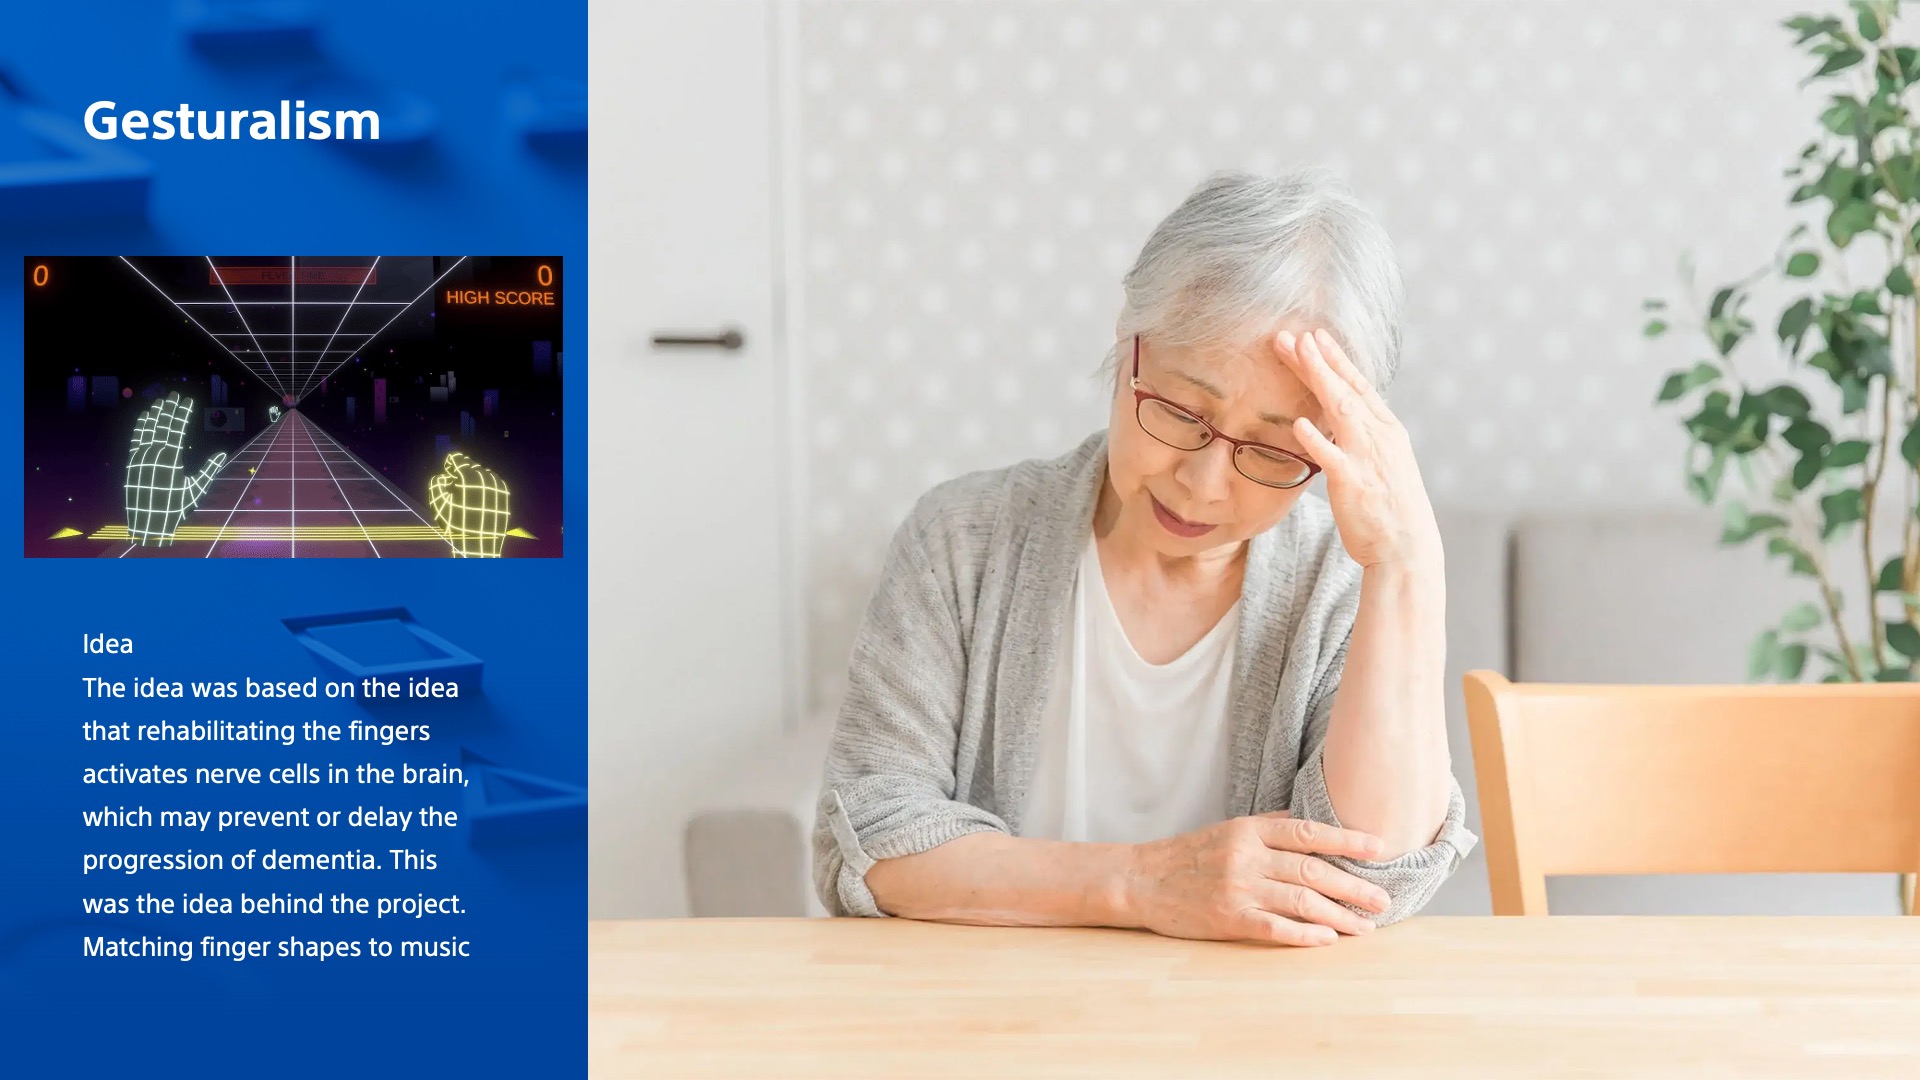 Gesturalism
0
0
HIGH SCORE
Idea
The idea was based on the idea
that rehabilitating the fingers
activates nerve cells in the brain,
which may prevent or delay the
progression of dementia. This
was the idea behind the project.
Matching finger shapes to music